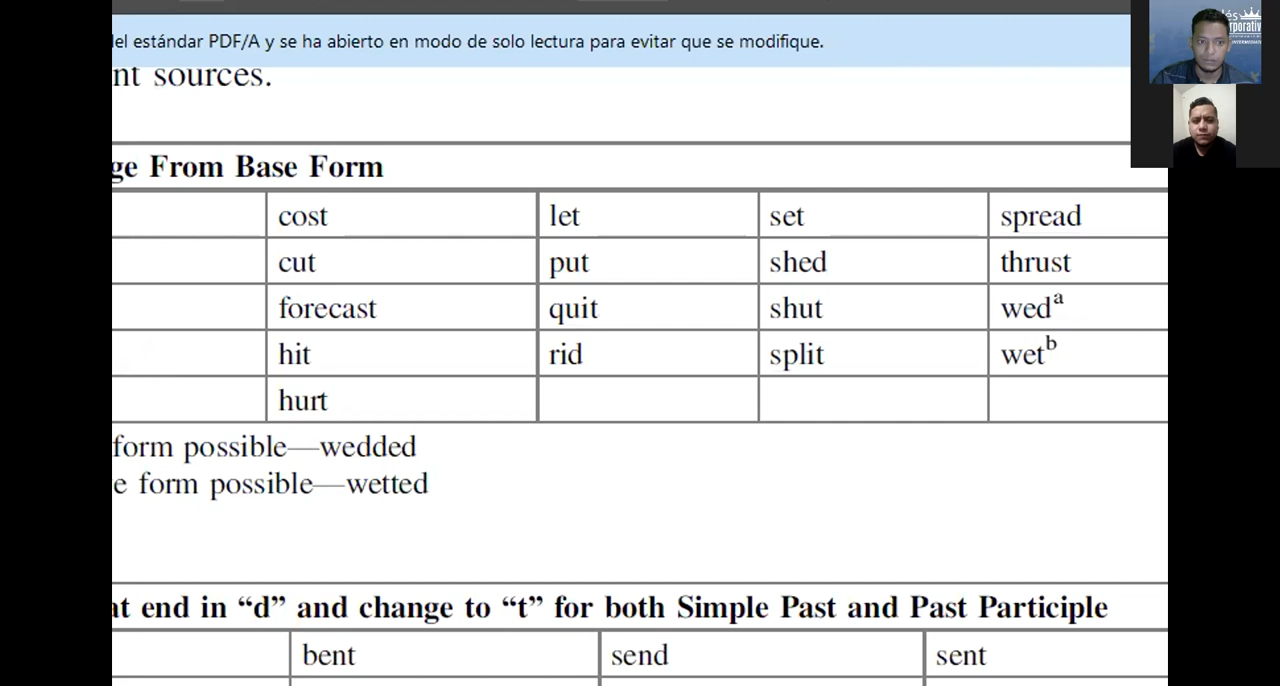 lel estándar PDF/A y se ha abierto en modo de solo lectura para evitar que se modifique.
nt sources.
ge From Base Form
cost let set spread
cut put shed thrust
forecast quit shut wedᵃ
hit rid split wetᵇ
hurt
form possible—wedded
e form possible—wetted
at end in “d” and change to “t” for both Simple Past and Past Participle
bent send sent